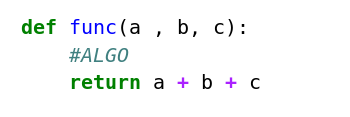 def func(a , b, c):
    #ALGO
    return a + b + c